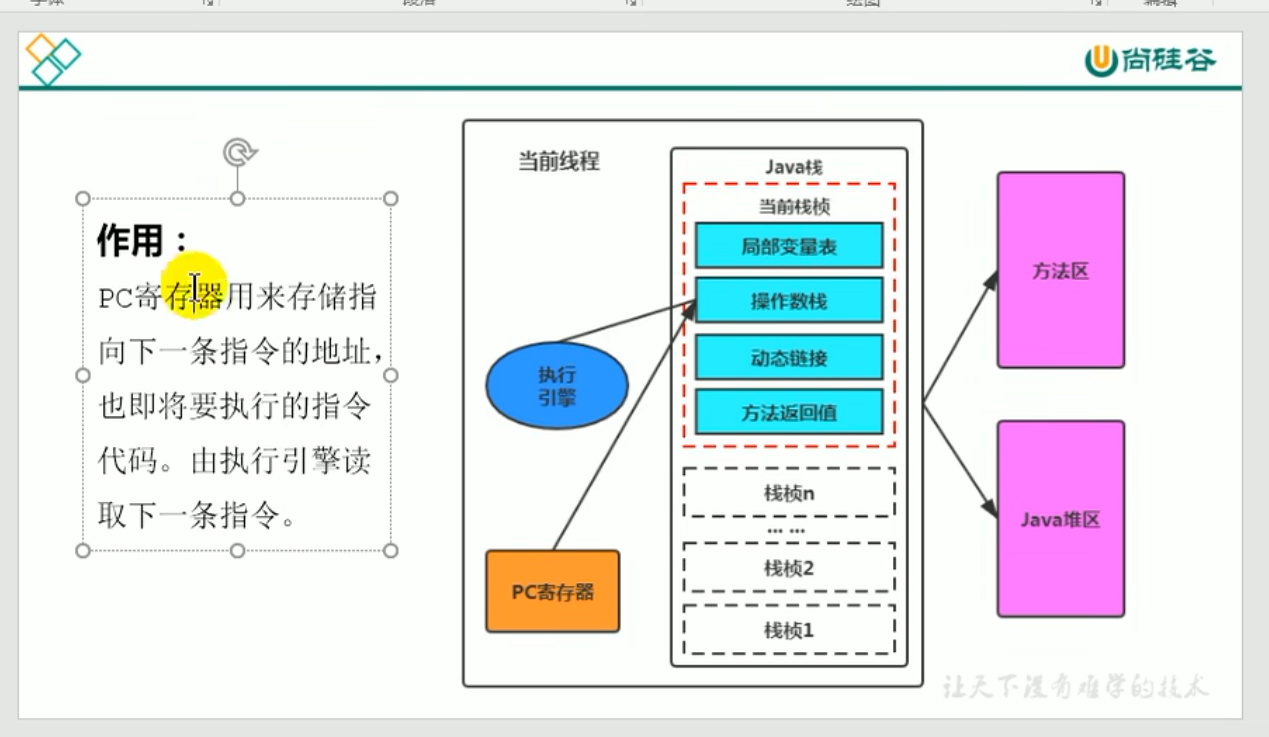 尚硅谷
作用：
PC寄存器用来存储指
向下一条指令的地址，
也即将要执行的指令
代码。由执行引擎读
取下一条指令。
当前线程
Java栈
当前栈桢
局部变量表
操作数栈
动态链接
方法返回值
执行
引擎
PC寄存器
栈桢n
... ...
栈桢2
栈桢1
方法区
Java堆区
让天下没有难学的技术